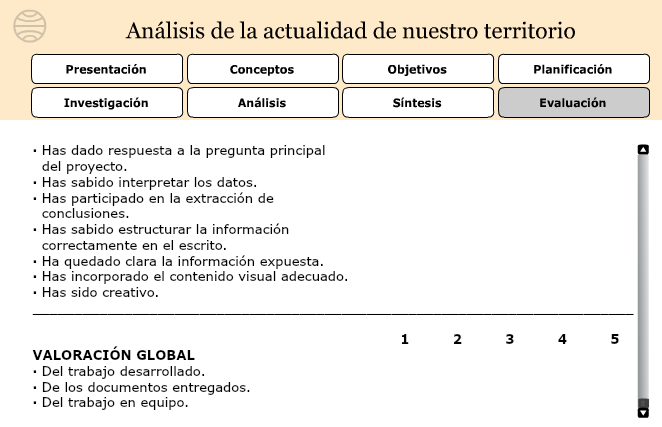 Análisis de la actualidad de nuestro territorio
Presentación Conceptos Objetivos Planificación
Investigación Análisis Síntesis Evaluación
· Has dado respuesta a la pregunta principal
del proyecto.
· Has sabido interpretar los datos.
· Has participado en la extracción de
conclusiones.
· Has sabido estructurar la información
correctamente en el escrito.
· Ha quedado clara la información expuesta.
· Has incorporado el contenido visual adecuado.
· Has sido creativo.
1 2 3 4 5
VALORACIÓN GLOBAL
· Del trabajo desarrollado.
· De los documentos entregados.
· Del trabajo en equipo.